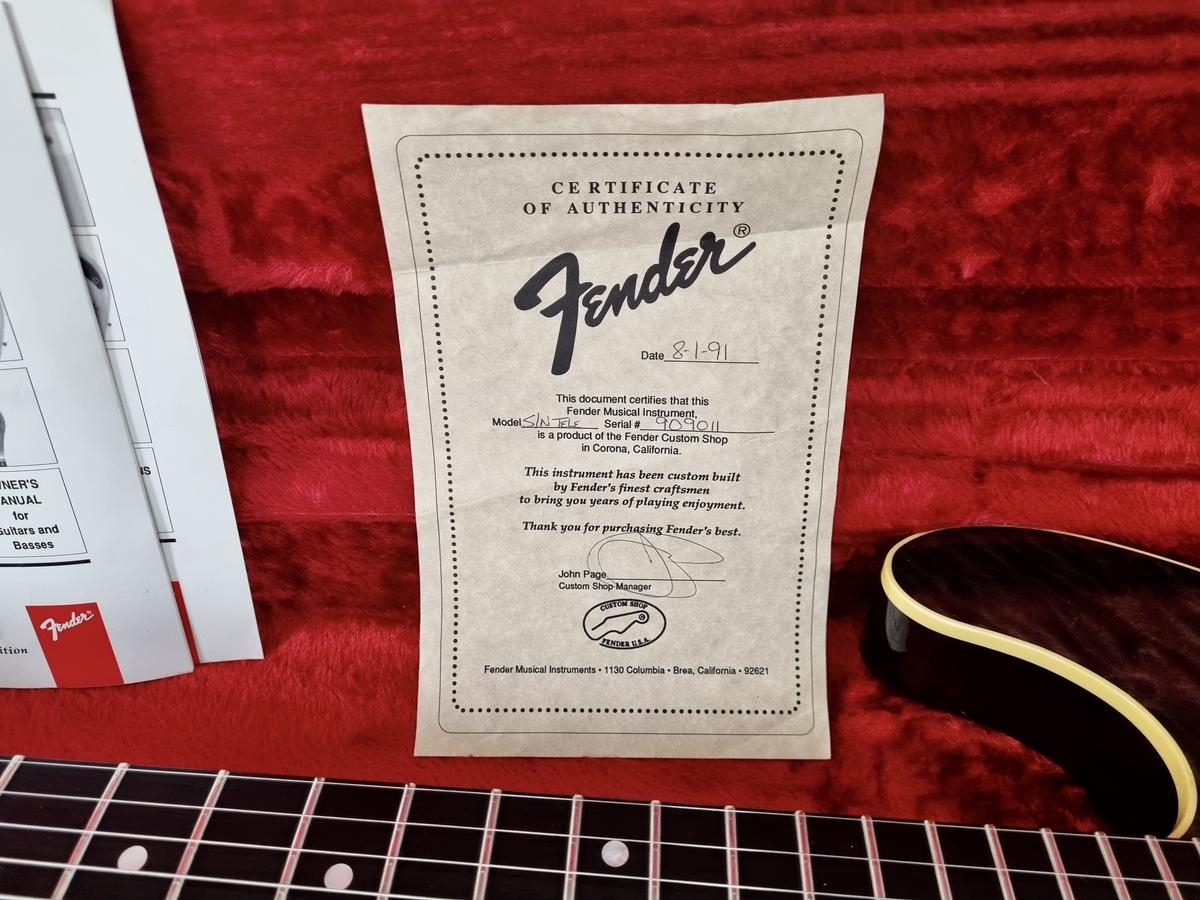 CERTIFICATE
OF AUTHENTICITY
Fender®
Date 8-1-91
This document certifies that this
Fender Musical Instrument,
Model S/N TELE Serial # 909011
is a product of the Fender Custom Shop
in Corona, California.
This instrument has been custom built
by Fender's finest craftsmen
to bring you years of playing enjoyment.
Thank you for purchasing Fender's best.
John Page
Custom Shop Manager
CUSTOM SHOP
®
FENDER U.S.A.
Fender Musical Instruments • 1130 Columbia • Brea, California • 92621
NER'S
ANUAL
for
Guitars and
Basses
Fender
ition
NS